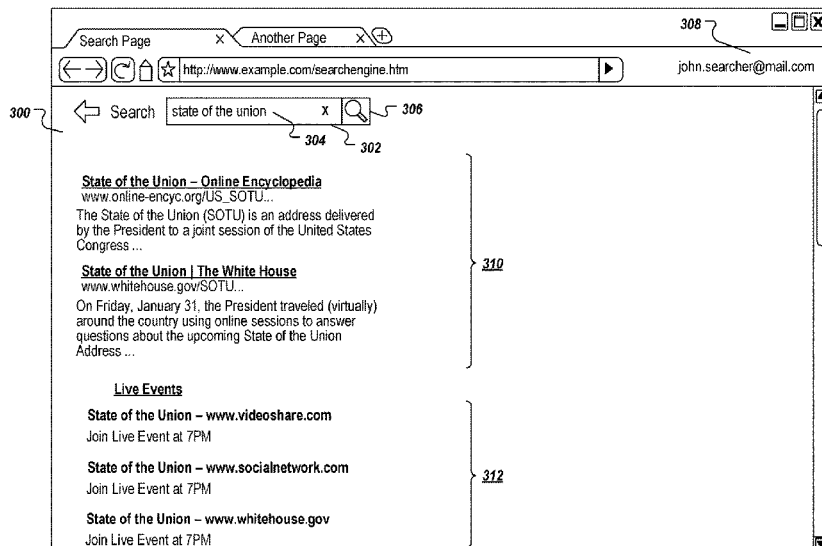 308
Search Page x Another Page x
http://www.example.com/searchengine.htm
john.searcher@mail.com
300
Search state of the union x
306
304 302
State of the Union – Online Encyclopedia
www.online-encyc.org/US_SOTU...
The State of the Union (SOTU) is an address delivered
by the President to a joint session of the United States
Congress ...
State of the Union | The White House
www.whitehouse.gov/SOTU...
On Friday, January 31, the President traveled (virtually)
around the country using online sessions to answer
questions about the upcoming State of the Union
Address ...
310
Live Events
State of the Union – www.videoshare.com
Join Live Event at 7PM
State of the Union – www.socialnetwork.com
Join Live Event at 7PM
312
State of the Union – www.whitehouse.gov
Join Live Event at 7PM